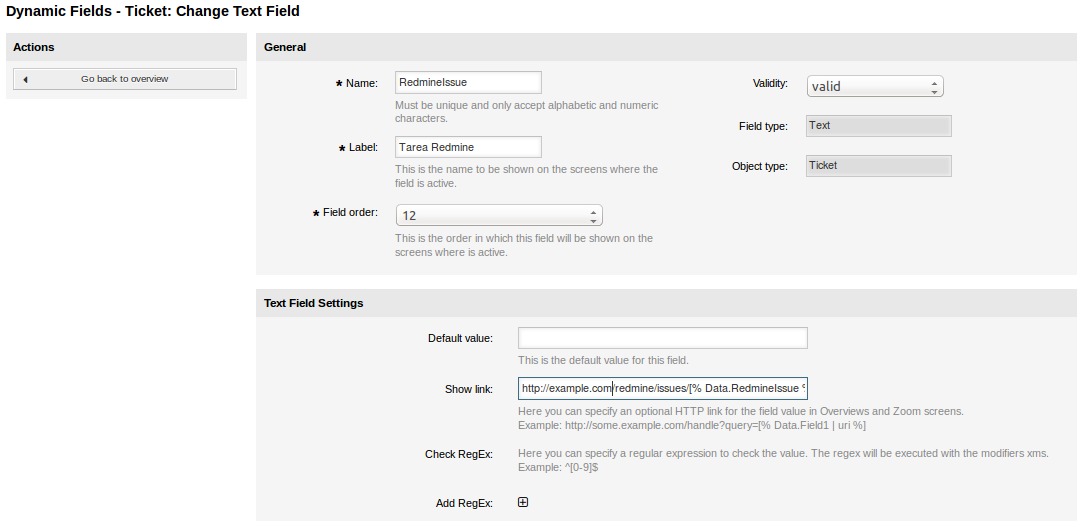 Dynamic Fields - Ticket: Change Text Field
Actions
Go back to overview
General
* Name: RedmineIssue
Must be unique and only accept alphabetic and numeric
characters.
* Label: Tarea Redmine
This is the name to be shown on the screens where the
field is active.
* Field order: 12
This is the order in which this field will be shown on the
screens where is active.
Validity: valid
Field type: Text
Object type: Ticket
Text Field Settings
Default value:
This is the default value for this field.
Show link: http://example.com/redmine/issues/[% Data.RedmineIssue %
Here you can specify an optional HTTP link for the field value in Overviews and Zoom screens.
Example: http://some.example.com/handle?query=[% Data.Field1 | uri %]
Check RegEx: Here you can specify a regular expression to check the value. The regex will be executed with the modifiers xms.
Example: ^[0-9]$
Add RegEx: